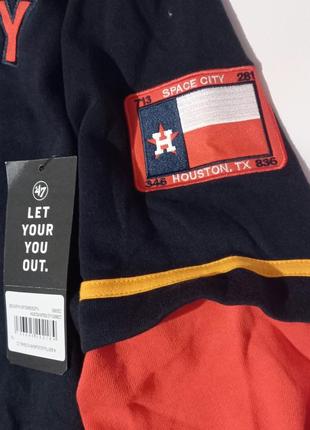 Y
SPACE CITY
713 281
H
346 836
HOUSTON, TX
'47
LET
YOUR
YOU
OUT.